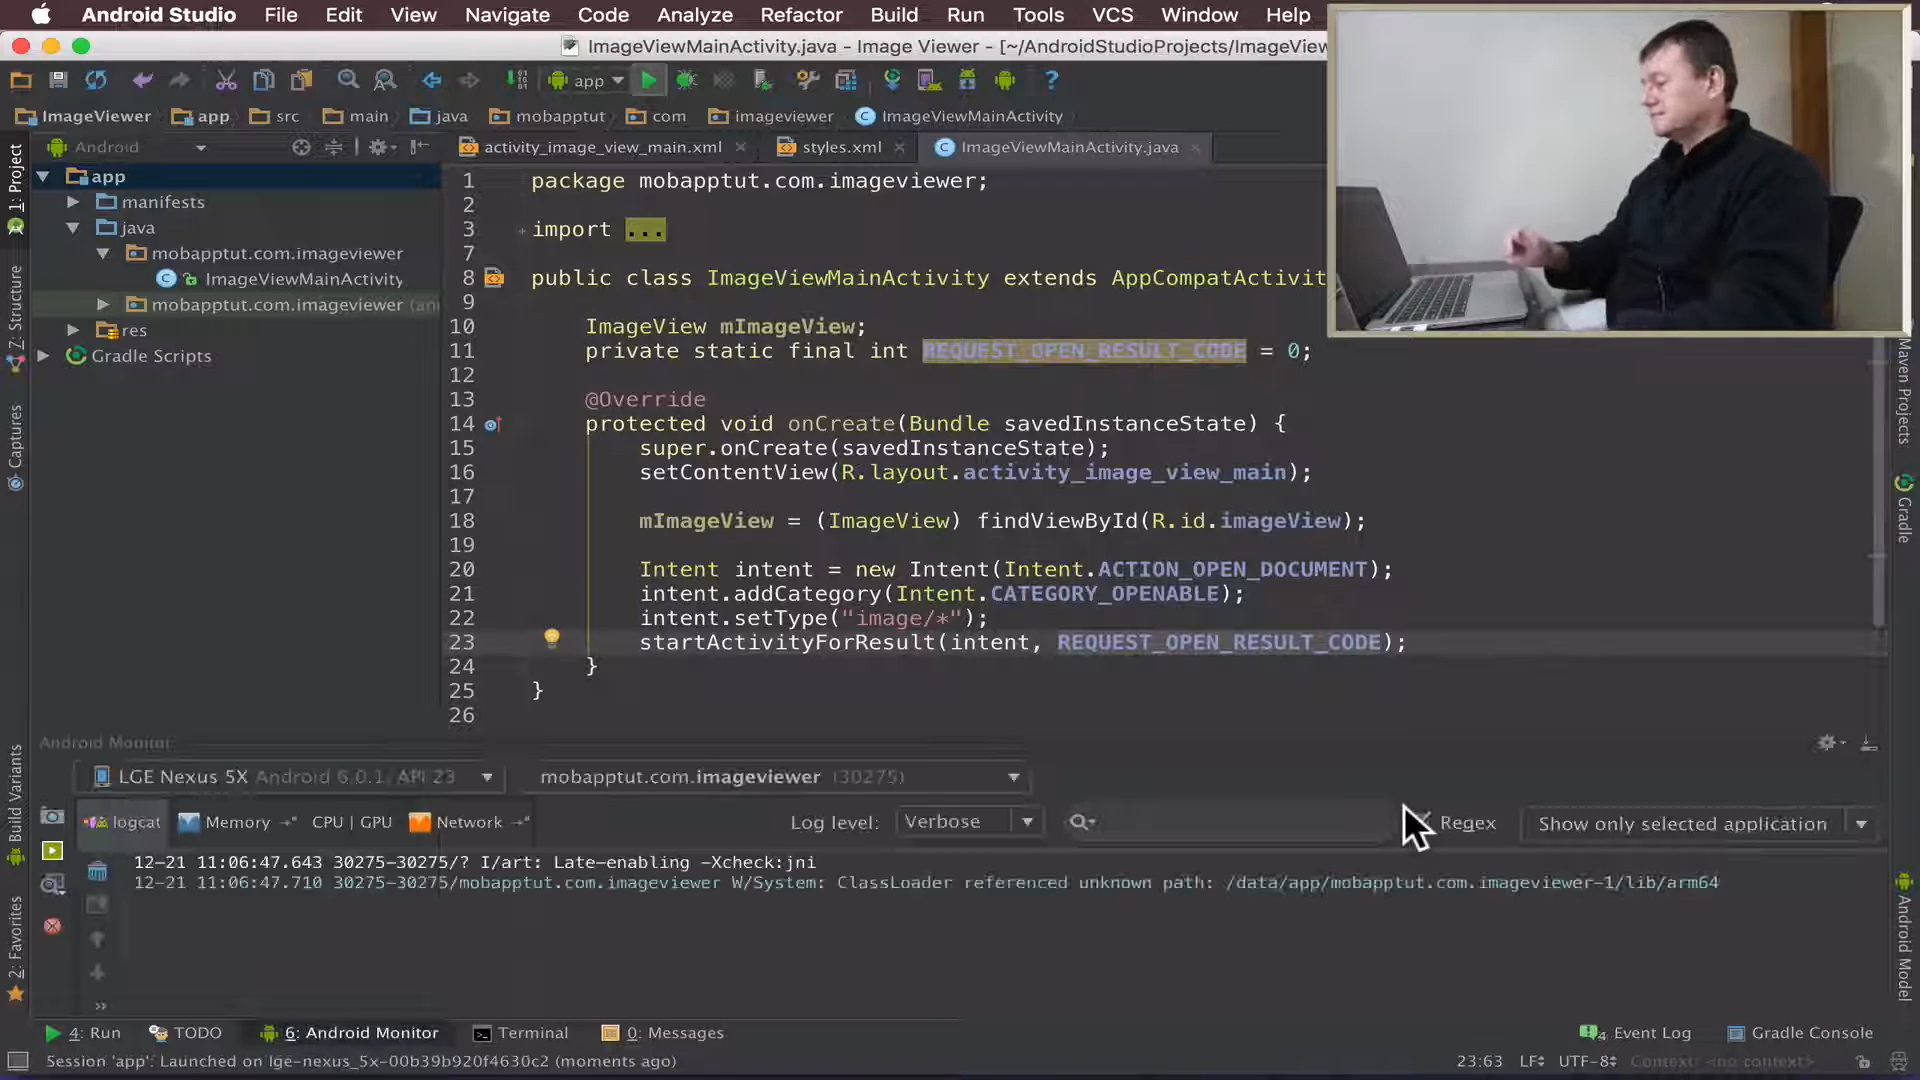 Android Studio File Edit View Navigate Code Analyze Refactor Build Run Tools VCS Window Help
ImageViewMainActivity.java - Image Viewer - [~/AndroidStudioProjects/ImageView
app
ImageViewer app src main java mobapptut com imageviewer ImageViewMainActivity
Android
activity_image_view_main.xml styles.xml ImageViewMainActivity.java
1: Project
Z: Structure
Captures
Build Variants
2: Favorites
app
manifests
java
mobapptut.com.imageviewer
ImageViewMainActivity
mobapptut.com.imageviewer
res
Gradle Scripts
1 package mobapptut.com.imageviewer;
2
3 import ...
7
8 public class ImageViewMainActivity extends AppCompatActivit
9
10 ImageView mImageView;
11 private static final int REQUEST_OPEN_RESULT_CODE = 0;
12
13 @Override
14 protected void onCreate(Bundle savedInstanceState) {
15 super.onCreate(savedInstanceState);
16 setContentView(R.layout.activity_image_view_main);
17
18 mImageView = (ImageView) findViewById(R.id.imageView);
19
20 Intent intent = new Intent(Intent.ACTION_OPEN_DOCUMENT);
21 intent.addCategory(Intent.CATEGORY_OPENABLE);
22 intent.setType("image/*");
23 startActivityForResult(intent, REQUEST_OPEN_RESULT_CODE);
24 }
25 }
26
Maven Projects
Gradle
Android Model
Android Monitor
LGE Nexus 5X Android 6.0.1, API 23 mobapptut.com.imageviewer (30275)
logcat Memory CPU | GPU Network Log level: Verbose Regex Show only selected application
12-21 11:06:47.643 30275-30275/? I/art: Late-enabling -Xcheck:jni
12-21 11:06:47.710 30275-30275/mobapptut.com.imageviewer W/System: ClassLoader referenced unknown path: /data/app/mobapptut.com.imageviewer-1/lib/arm64
4: Run TODO 6: Android Monitor Terminal 0: Messages Event Log Gradle Console
Session 'app': Launched on lge-nexus_5x-00b39b920f4630c2 (moments ago) 23:63 LF UTF-8 Context: <no context>